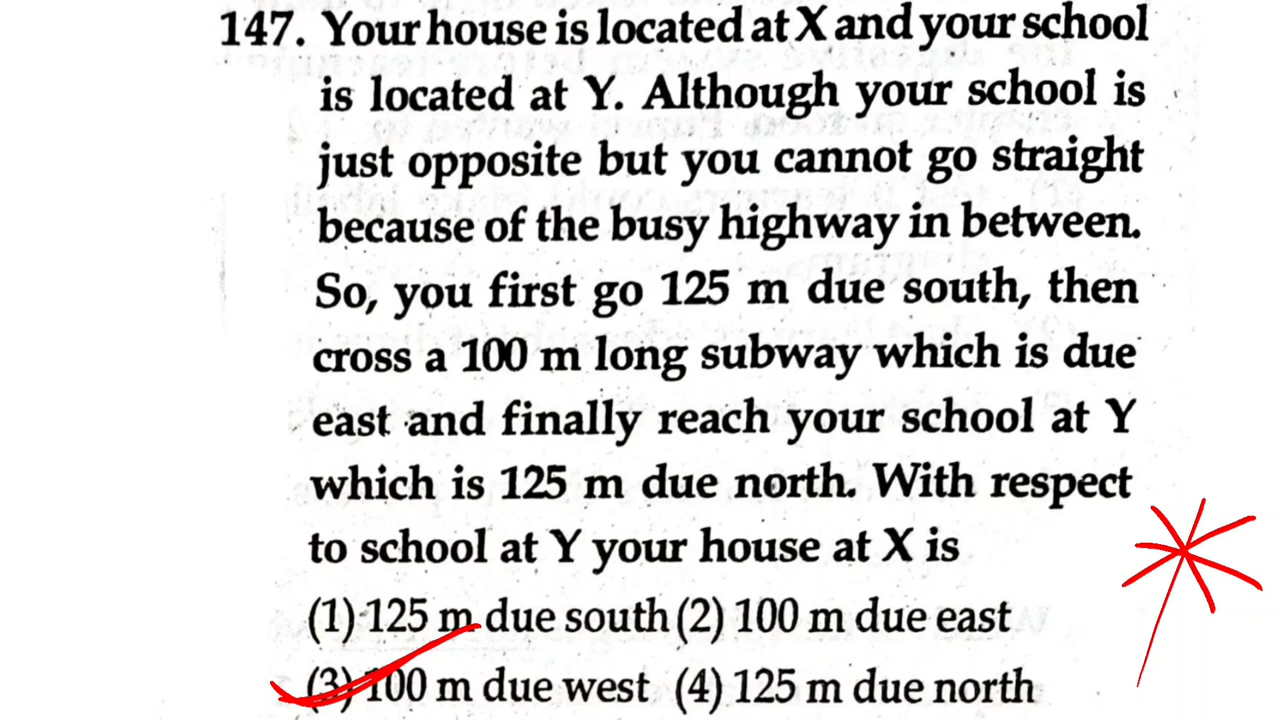 147. Your house is located at X and your school
is located at Y. Although your school is
just opposite but you cannot go straight
because of the busy highway in between.
So, you first go 125 m due south, then
cross a 100 m long subway which is due
east and finally reach your school at Y
which is 125 m due north. With respect
to school at Y your house at X is
(1) 125 m due south (2) 100 m due east
(3) 100 m due west (4) 125 m due north